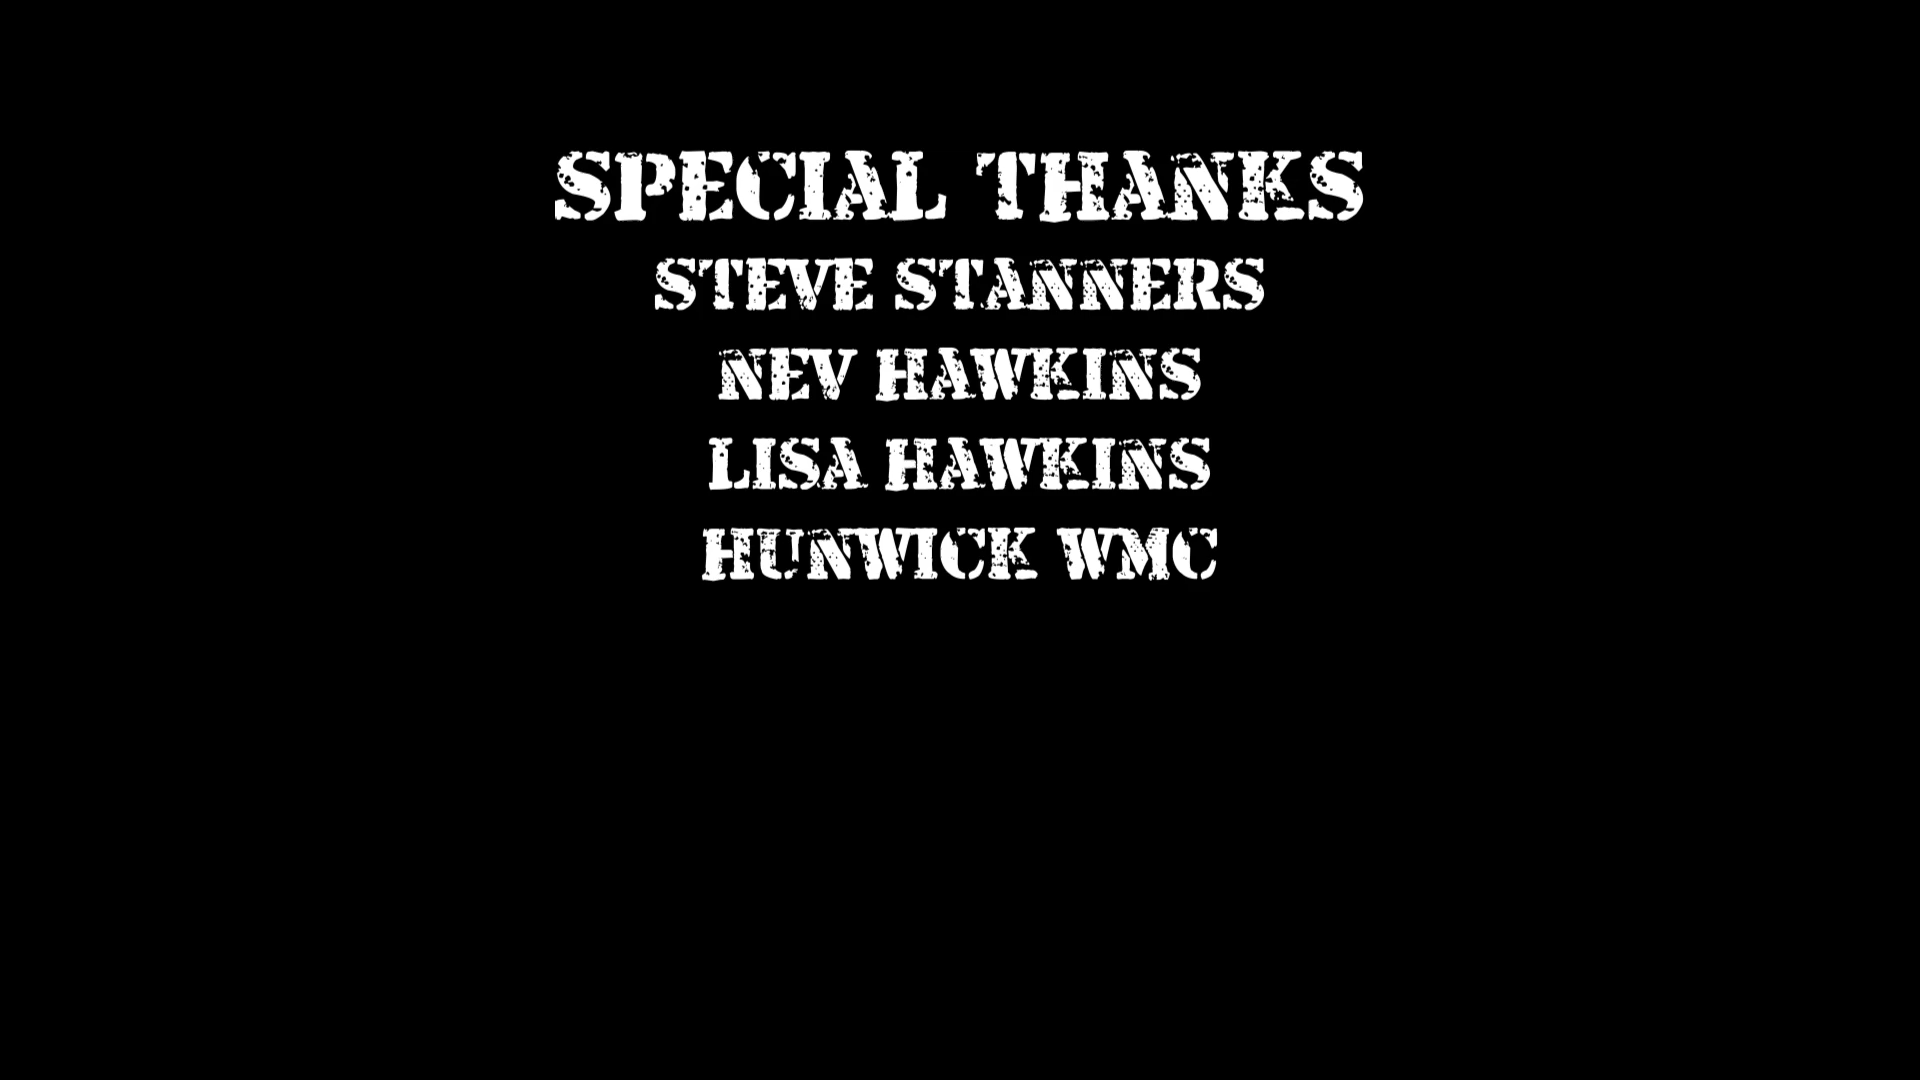 SPECIAL THANKS
STEVE STANNERS
NEV HAWKINS
LISA HAWKINS
HUNWICK WMC